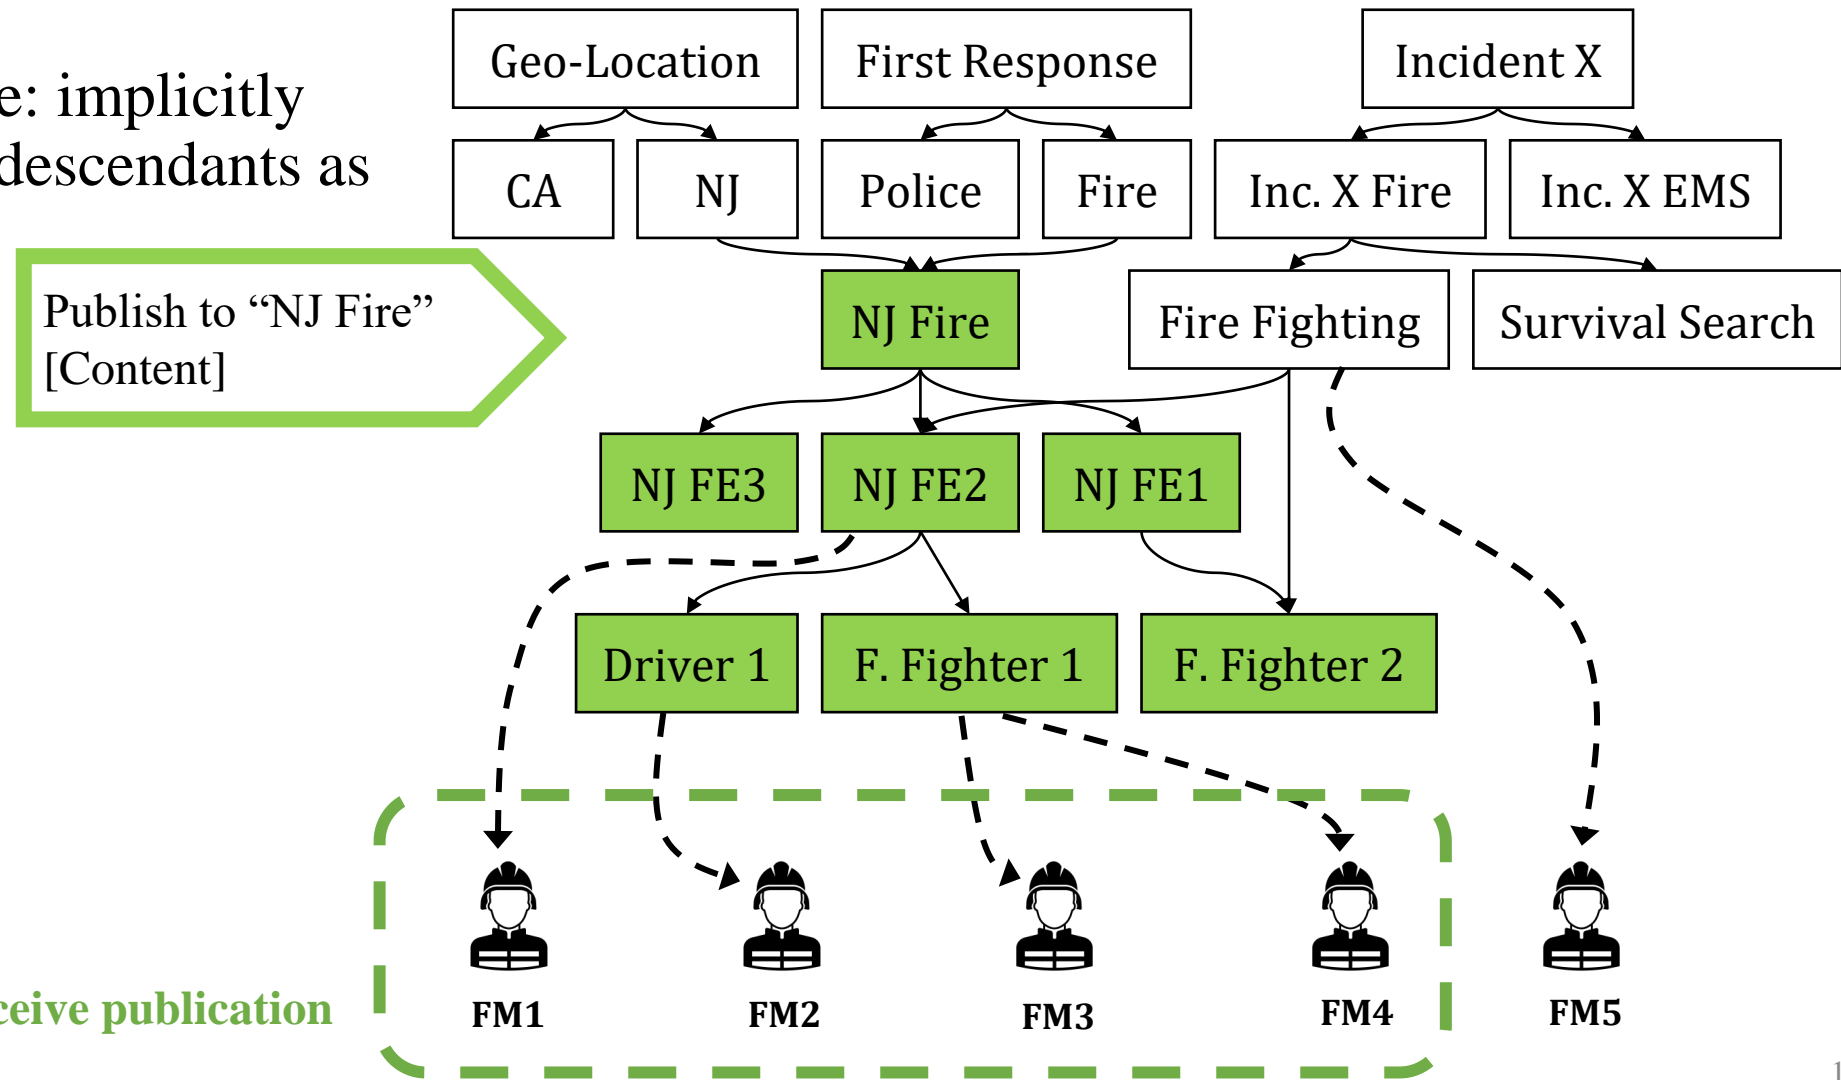 e: implicitly
descendants as
Geo-Location
First Response
Incident X
CA
NJ
Police
Fire
Inc. X Fire
Inc. X EMS
Publish to “NJ Fire”
[Content]
NJ Fire
Fire Fighting
Survival Search
NJ FE3
NJ FE2
NJ FE1
Driver 1
F. Fighter 1
F. Fighter 2
ceive publication
FM1
FM2
FM3
FM4
FM5